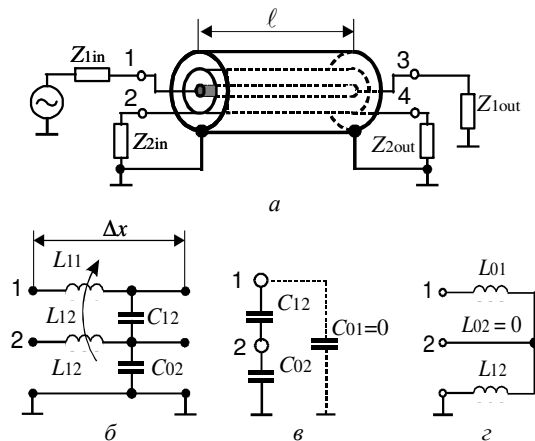 ℓ
Z1in
1
3
2
4
Z2in
Z1out
Z2out
а
Δx
L11
1
L12
C12
2
L12
C02
б
1
C12
C01=0
2
C02
в
L01
1
L02 = 0
2
L12
г